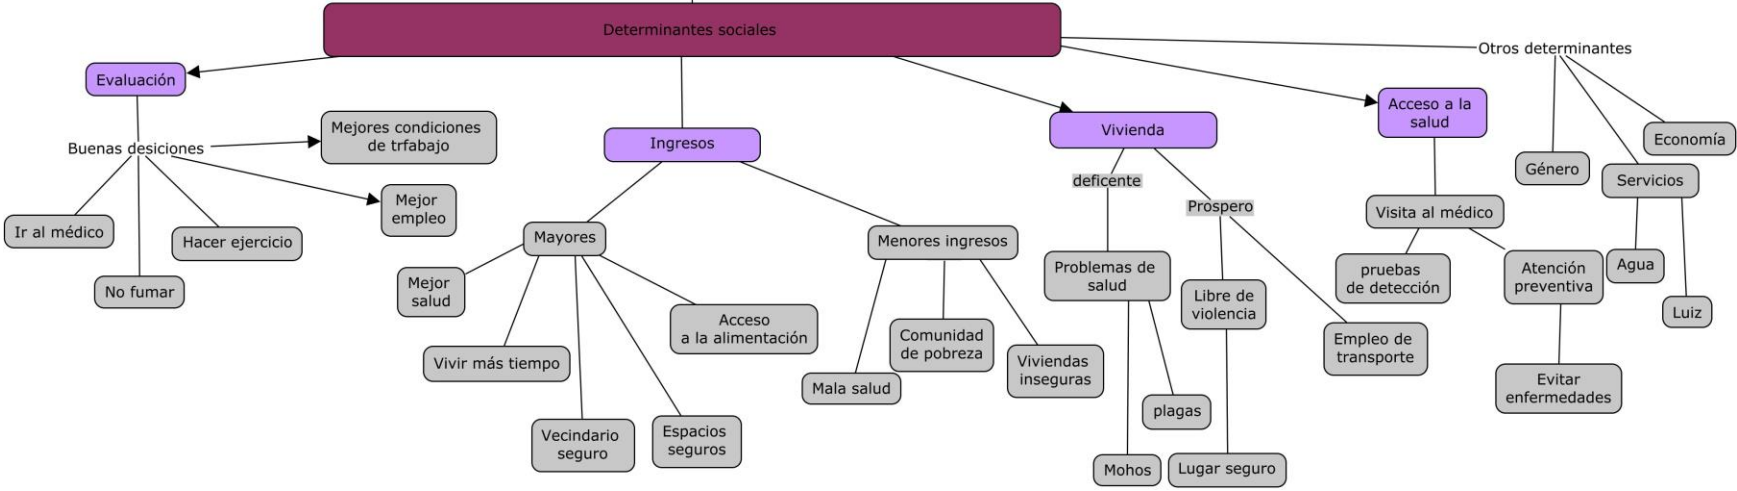 Determinantes sociales
Otros determinantes
Evaluación
Acceso a la
salud
Mejores condiciones
de trfabajo
Vivienda
Ingresos
Economía
Buenas desiciones
Género
Servicios
deficente
Mejor
empleo
Prospero
Visita al médico
Ir al médico
Hacer ejercicio
Mayores
Menores ingresos
Agua
pruebas
de detección
Atención
preventiva
Problemas de
salud
Mejor
salud
No fumar
Libre de
violencia
Luiz
Acceso
a la alimentación
Comunidad
de pobreza
Empleo de
transporte
Vivir más tiempo
Viviendas
inseguras
Mala salud
Evitar
enfermedades
plagas
Vecindario
seguro
Espacios
seguros
Mohos
Lugar seguro